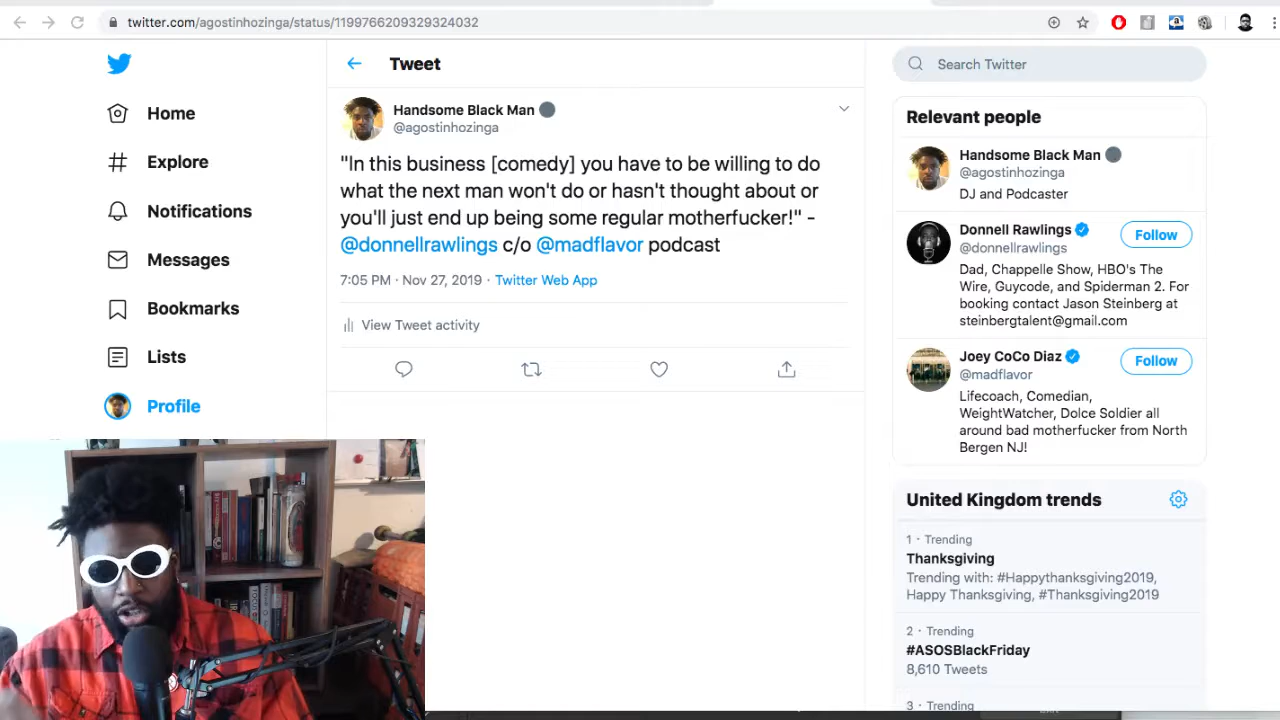 twitter.com/agostinhozinga/status/1199766209329324032
Home
Explore
Notifications
Messages
Bookmarks
Lists
Profile
Tweet
Handsome Black Man
@agostinhozinga
"In this business [comedy] you have to be willing to do
what the next man won't do or hasn't thought about or
you'll just end up being some regular motherfucker!" -
@donnellrawlings c/o @madflavor podcast
7:05 PM · Nov 27, 2019 · Twitter Web App
View Tweet activity
Search Twitter
Relevant people
Handsome Black Man
@agostinhozinga
DJ and Podcaster
Donnell Rawlings
@donnellrawlings
Follow
Dad, Chappelle Show, HBO's The
Wire, Guycode, and Spiderman 2. For
booking contact Jason Steinberg at
steinbergtalent@gmail.com
Joey CoCo Diaz
@madflavor
Follow
Lifecoach, Comedian,
WeightWatcher, Dolce Soldier all
around bad motherfucker from North
Bergen NJ!
United Kingdom trends
1 · Trending
Thanksgiving
Trending with: #Happythanksgiving2019,
Happy Thanksgiving, #Thanksgiving2019
2 · Trending
#ASOSBlackFriday
8,610 Tweets
3 · Trending